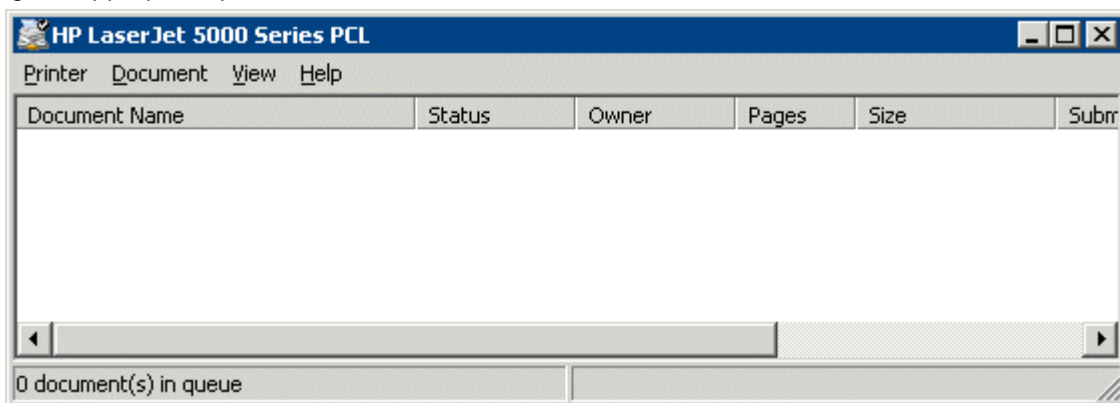 HP LaserJet 5000 Series PCL
Printer Document View Help
Document Name Status Owner Pages Size Subm
0 document(s) in queue